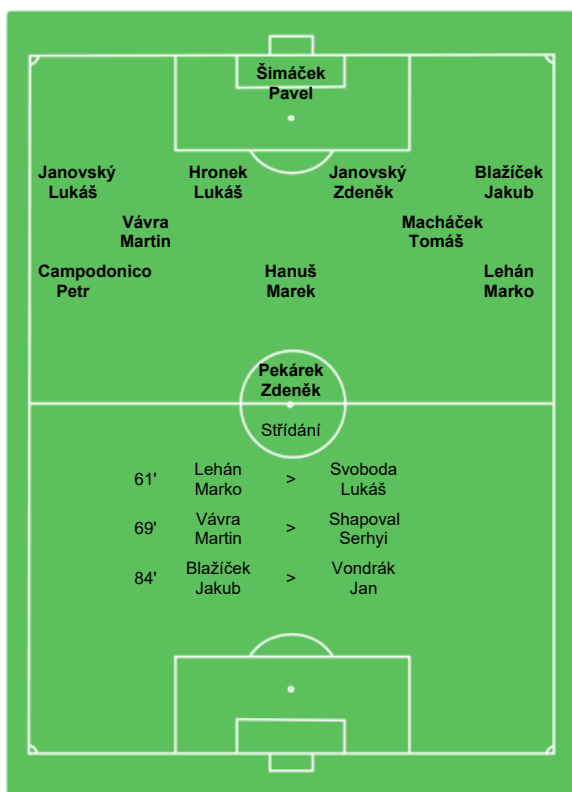 Šimáček
Pavel
Janovský Hronek Janovský Blažíček
Lukáš Lukáš Zdeněk Jakub
Vávra Macháček
Martin Tomáš
Campodonico Hanuš Lehán
Petr Marek Marko
Pekárek
Zdeněk
Střídání
61' Lehán Marko > Svoboda Lukáš
69' Vávra Martin > Shapoval Serhyi
84' Blažíček Jakub > Vondrák Jan